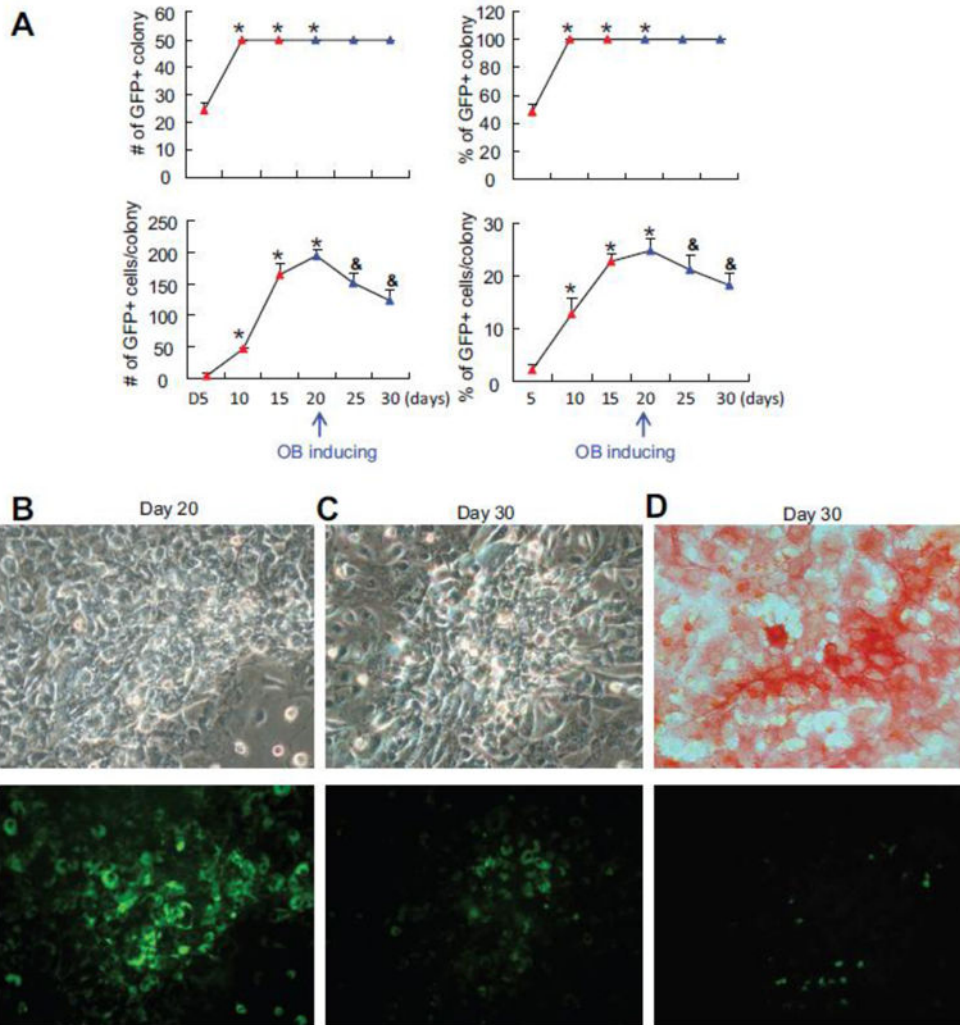 A
# of GFP+ colony
60
50
40
30
20
10
0
* * *
% of GFP+ colony
120
100
80
60
40
20
0
* * *
# of GFP+ cells/colony
250
200
150
100
50
0
* * * & &
D5 10 15 20 25 30 (days)
OB inducing
% of GFP+ cells/colony
30
20
10
0
* * * & &
5 10 15 20 25 30 (days)
OB inducing
B Day 20
C Day 30
D Day 30